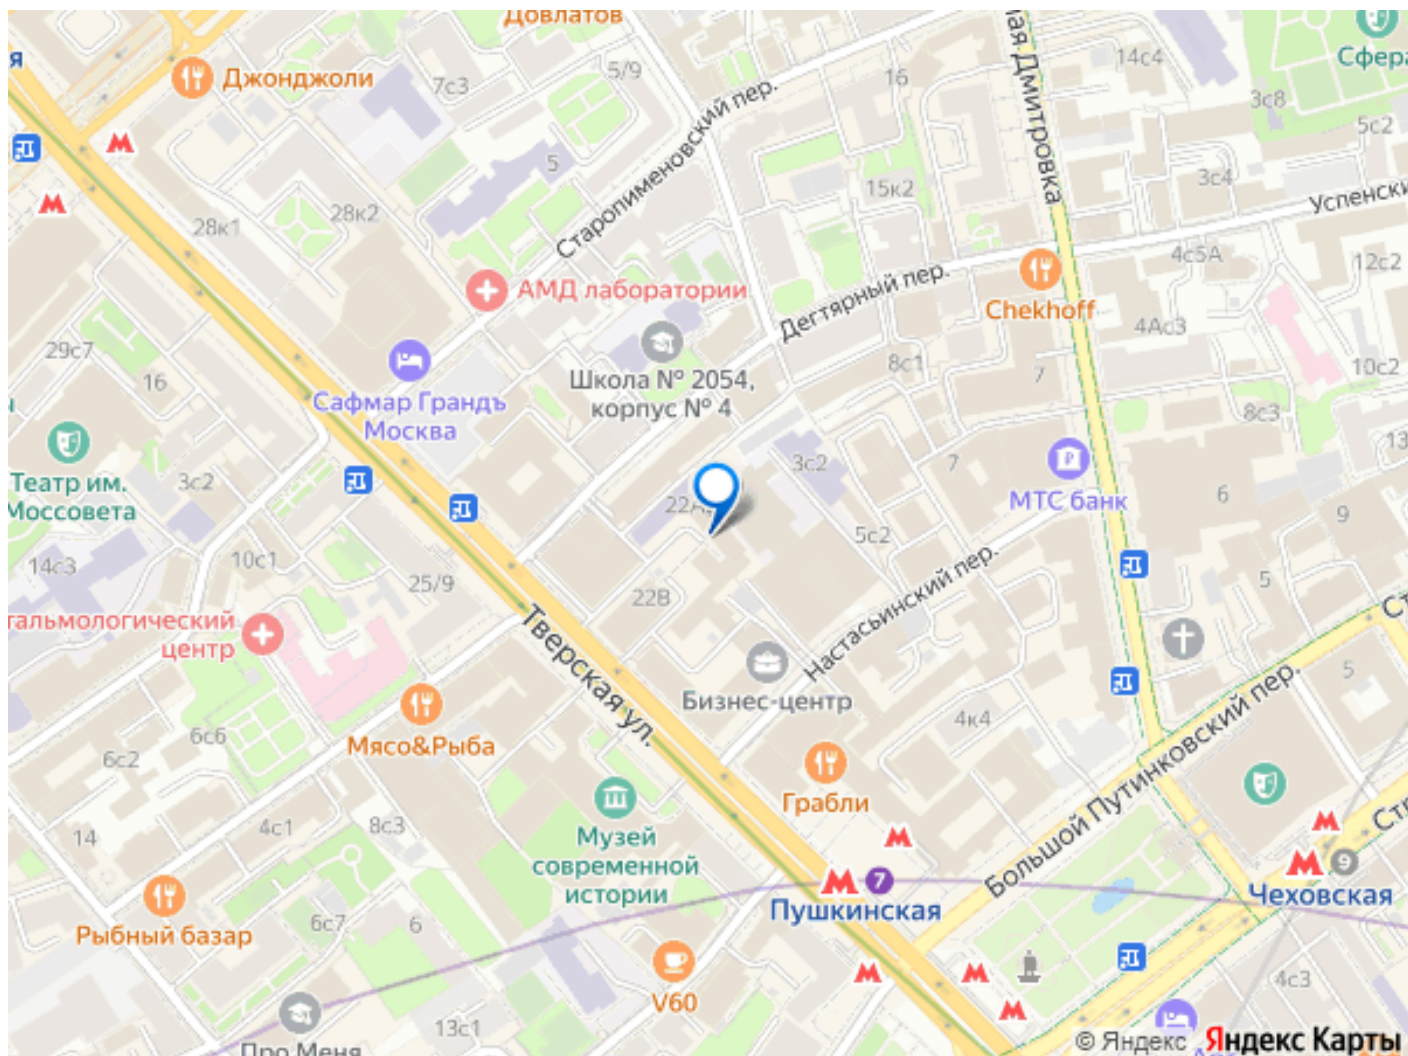 Довлатов
ная Дмитровка
14с4
Сфера
я
Джонджоли
7с3
5/9
16
3с8
5с2
Старопименовский пер.
5
15к2
3с4
Успенски
28к1
28к2
4с5А
12с2
АМД лаборатории
Дегтярный пер.
Chekhoff
4Ас3
29с7
16
Школа № 2054,
корпус № 4
8с1
7
10с2
Сафмар Грандъ
Москва
8с3
13
Театр им.
Моссовета
3с2
3с2
7
МТС банк
6
9
22А
5с2
14с3
10с1
25/9
22В
5
Тверская ул.
Настасьинский пер.
Ст
тальмологический
центр
Бизнес-центр
5
6с6
6с2
Мясо&Рыба
4к4
Большой Путинковский пер.
Грабли
14
4с1
8с3
Музей
современной
истории
Стр
7
9
Пушкинская
Чеховская
Рыбный базар
6с7
6
V60
4с3
13с1
Про Меня
© Яндекс Яндекс Карты